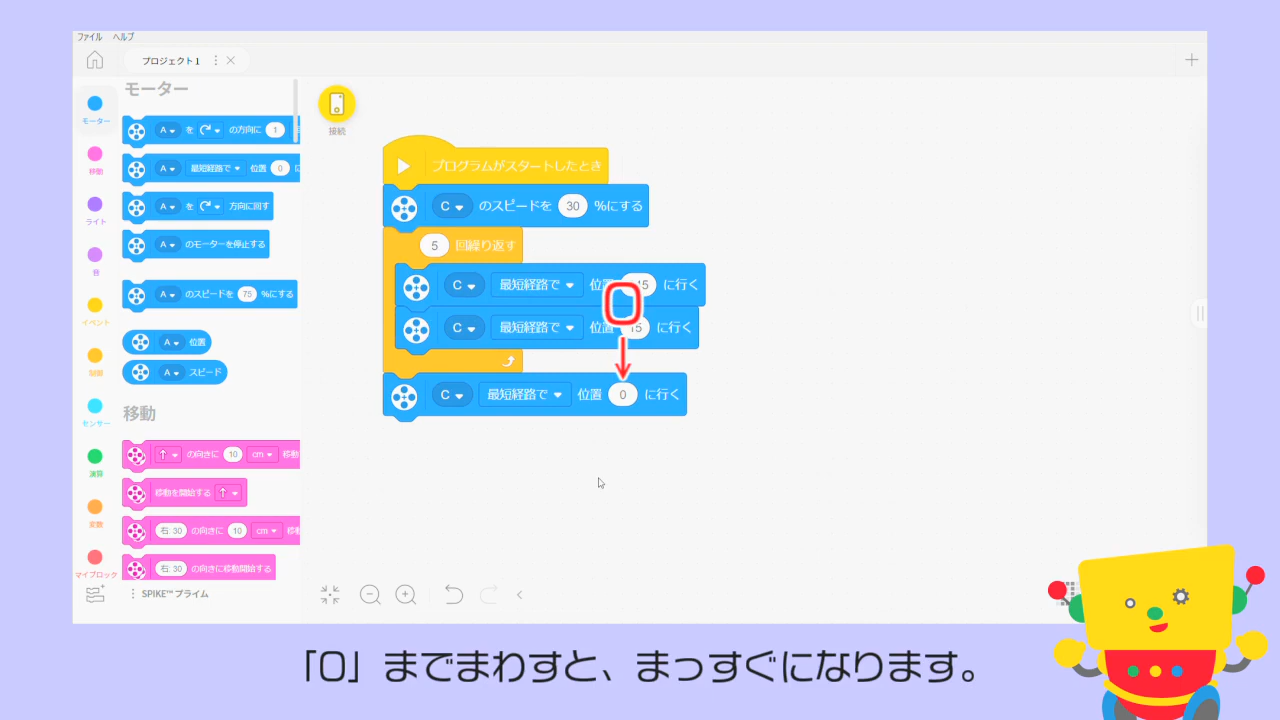 ファイル ヘルプ
プロジェクト1
モーター
移動
ライト
音
イベント
制御
センサー
演算
変数
マイブロック
モーター
A を の方向に 1
A 最短経路で 位置 0 に
A を 方向に回す
A のモーターを停止する
A のスピードを 75 %にする
A 位置
A スピード
移動
の向きに 10 cm 移動
移動を開始する
右: 30 の向きに 10 cm 移
右: 30 の向きに移動開始する
SPIKE™ プライム
接続
プログラムがスタートしたとき
C のスピードを 30 %にする
5 回繰り返す
C 最短経路で 位置 に行く
C 最短経路で 位置 15 に行く
C 最短経路で 位置 0 に行く
0
「0」までまわすと、まっすぐになります。